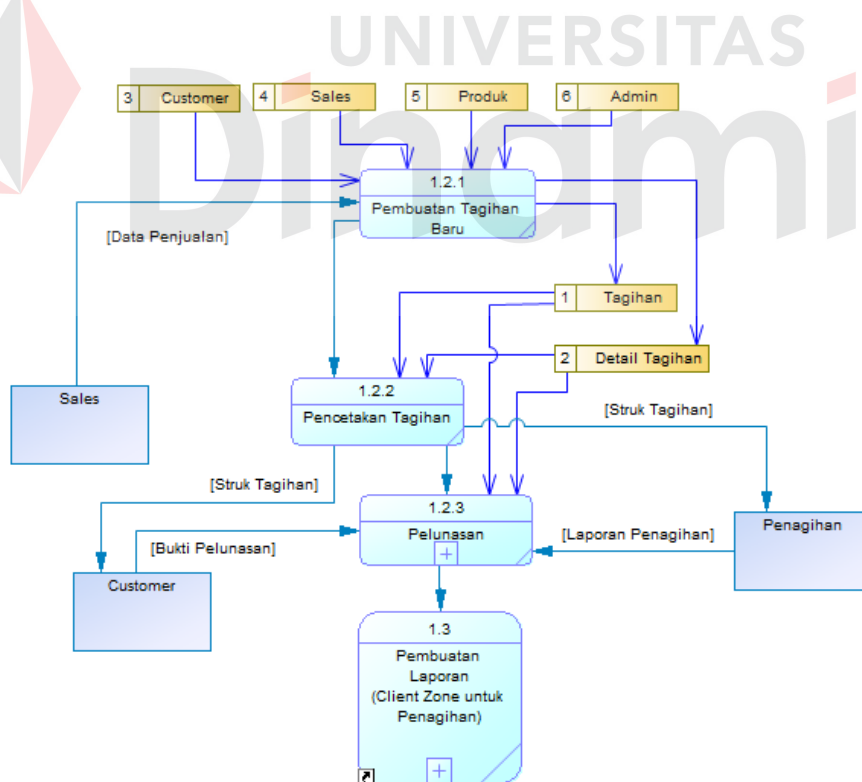 UNIVERSITAS
Dinami
3 Customer
4 Sales
5 Produk
6 Admin
1.2.1
Pembuatan Tagihan
Baru
[Data Penjualan]
1 Tagihan
2 Detail Tagihan
Sales
1.2.2
Pencetakan Tagihan
[Struk Tagihan]
[Struk Tagihan]
1.2.3
Pelunasan
Penagihan
[Laporan Penagihan]
[Bukti Pelunasan]
Customer
1.3
Pembuatan
Laporan
(Client Zone untuk
Penagihan)